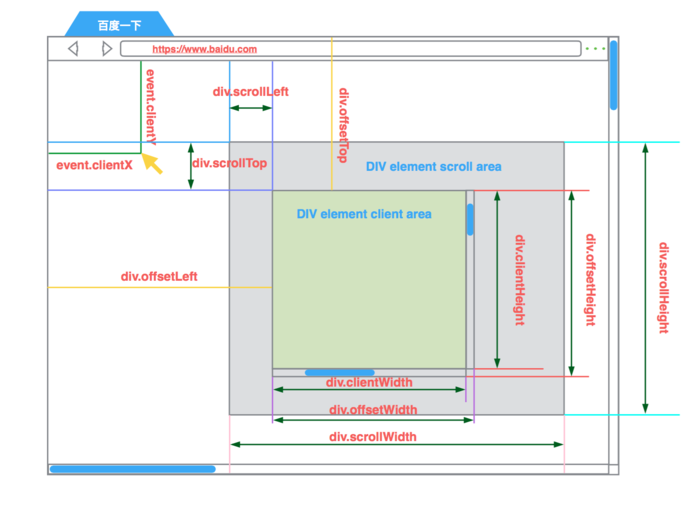 百度一下
https://www.baidu.com
event.clientY
div.scrollLeft
div.offsetTop
event.clientX
div.scrollTop
DIV element scroll area
DIV element client area
div.offsetLeft
div.clientHeight
div.offsetHeight
div.scrollHeight
div.clientWidth
div.offsetWidth
div.scrollWidth